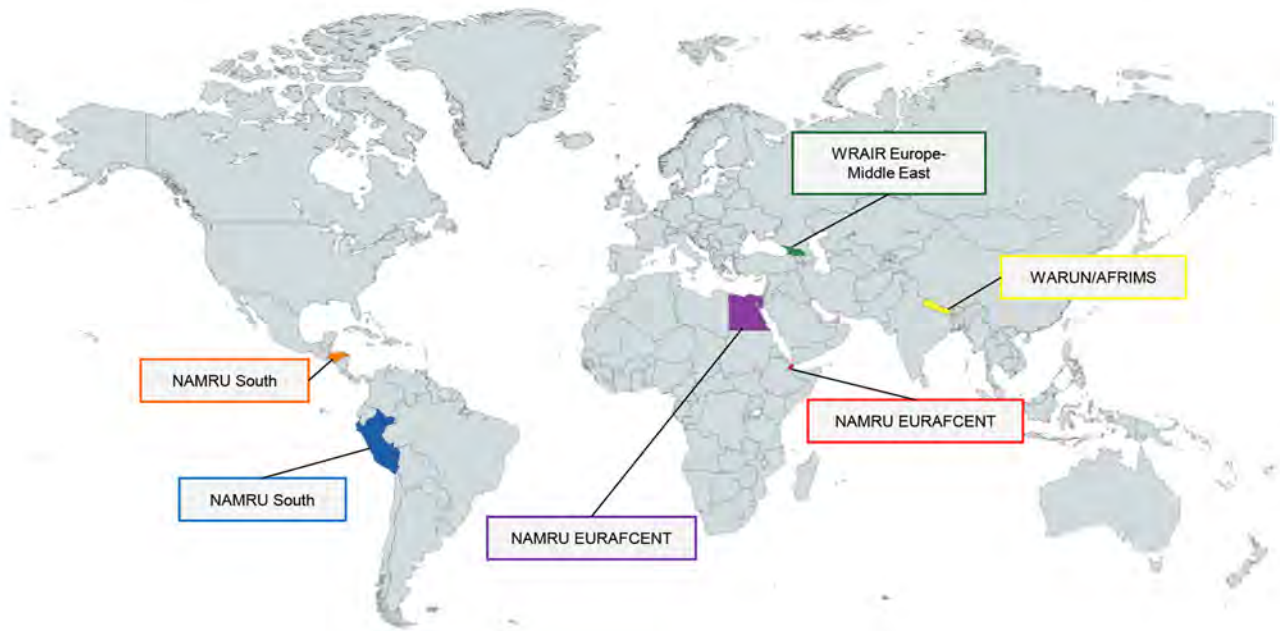 WRAIR Europe-
Middle East
WARUN/AFRIMS
NAMRU South
NAMRU EURAFCENT
NAMRU South
NAMRU EURAFCENT